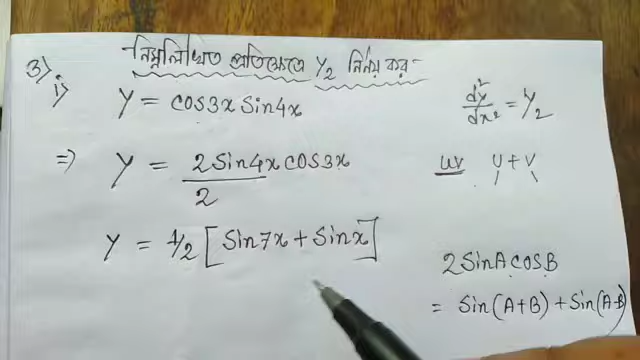 3) নিম্নলিখিত প্রতিক্ষেত্রে y₂ নির্ণয় কর-
i) y = cos3x sin4x
d²y/dx² = y₂
⇒ y = 2sin4x cos3x / 2
uv u + v
y = 1/2 [sin7x + sinx]
2sinA cosB
= sin(A+B) + sin(A-B)